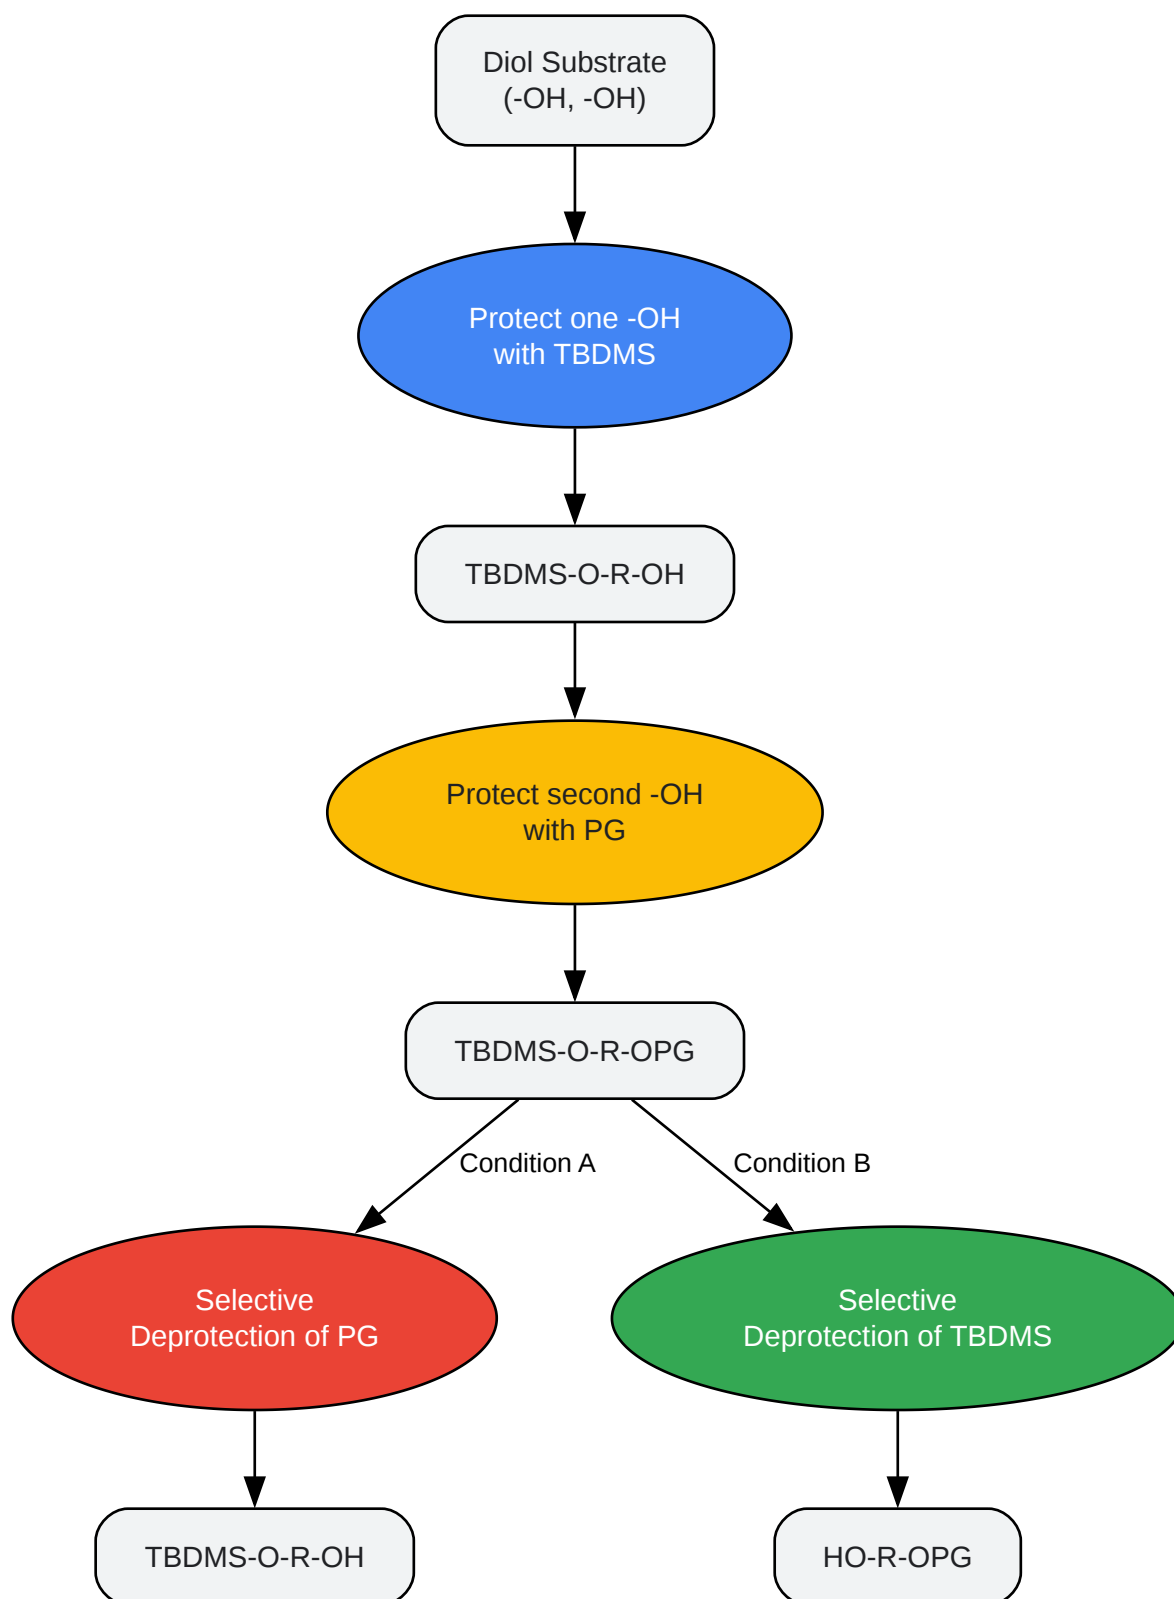 Diol Substrate
(-OH, -OH)
Protect one -OH
with TBDMS
TBDMS-O-R-OH
Protect second -OH
with PG
TBDMS-O-R-OPG
Condition A
Condition B
Selective
Deprotection of PG
Selective
Deprotection of TBDMS
TBDMS-O-R-OH
HO-R-OPG